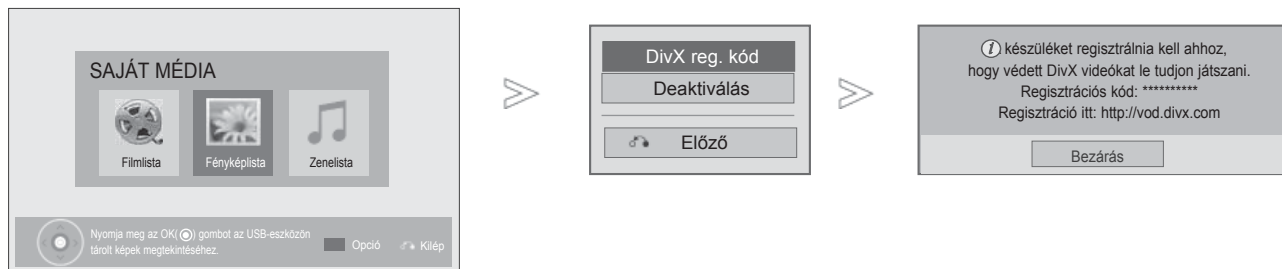 SAJÁT MÉDIA
Filmlista
Fényképlista
Zenelista
Nyomja meg az OK(◉) gombot az USB-eszközön
tárolt képek megtekintéséhez.
Opció
Kilép
DivX reg. kód
Deaktiválás
Előző
i készüléket regisztrálnia kell ahhoz,
hogy védett DivX videókat le tudjon játszani.
Regisztrációs kód: **********
Regisztráció itt: http://vod.divx.com
Bezárás